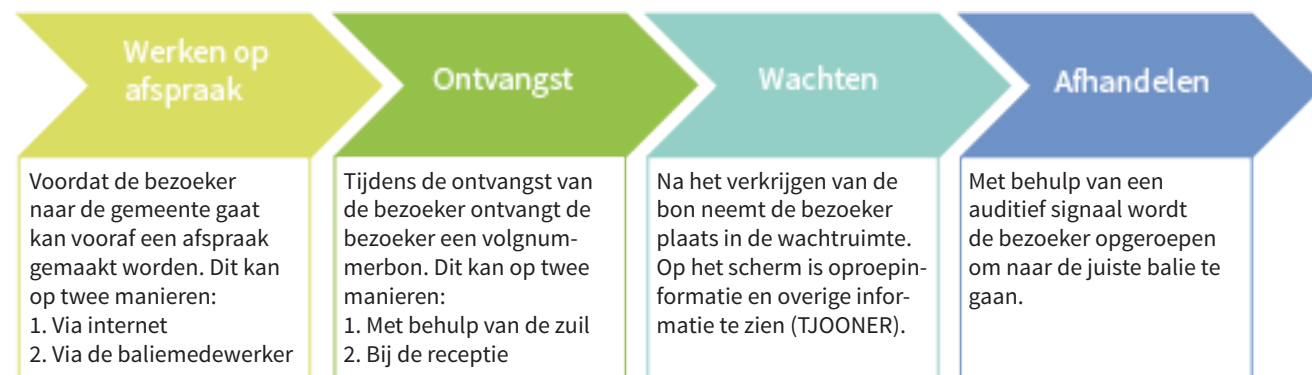 Werken op
afspraak
Ontvangst
Wachten
Afhandelen
Voordat de bezoeker
naar de gemeente gaat
kan vooraf een afspraak
gemaakt worden. Dit kan
op twee manieren:
1. Via internet
2. Via de baliemedewerker
Tijdens de ontvangst van
de bezoeker ontvangt de
bezoeker een volgnum-
merbon. Dit kan op twee
manieren:
1. Met behulp van de zuil
2. Bij de receptie
Na het verkrijgen van de
bon neemt de bezoeker
plaats in de wachtruimte.
Op het scherm is oproepin-
formatie en overige infor-
matie te zien (TJOONER).
Met behulp van een
auditief signaal wordt
de bezoeker opgeroepen
om naar de juiste balie te
gaan.